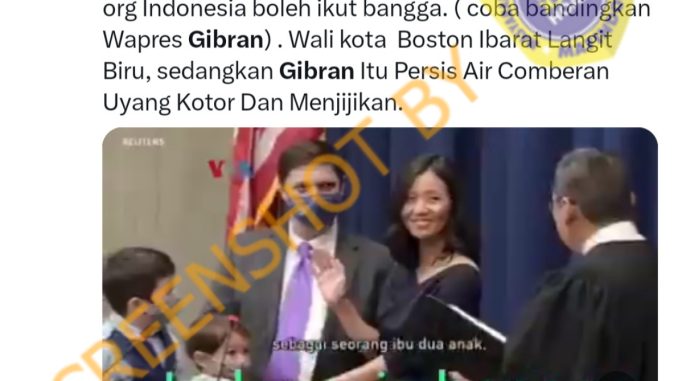 org Indonesia boleh ikut bangga. ( coba bandingkan
Wapres Gibran) . Wali kota Boston Ibarat Langit
Biru, sedangkan Gibran Itu Persis Air Comberan
Uyang Kotor Dan Menjijikan.
REUTERS
SCREENSHOT BY
sebagai seorang ibu dua anak.